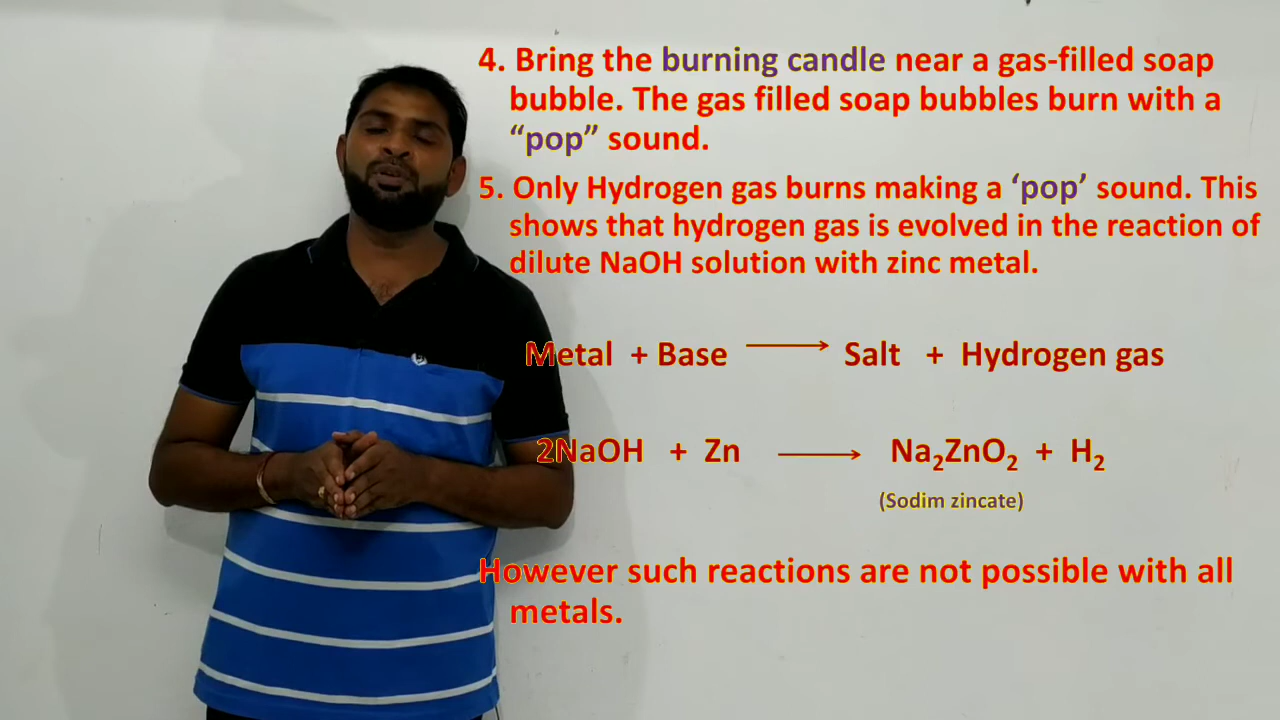 4. Bring the burning candle near a gas-filled soap
bubble. The gas filled soap bubbles burn with a
“pop” sound.
5. Only Hydrogen gas burns making a ‘pop’ sound. This
shows that hydrogen gas is evolved in the reaction of
dilute NaOH solution with zinc metal.
Metal + Base ⟶ Salt + Hydrogen gas
2NaOH + Zn ⟶ Na₂ZnO₂ + H₂
(Sodim zincate)
However such reactions are not possible with all
metals.